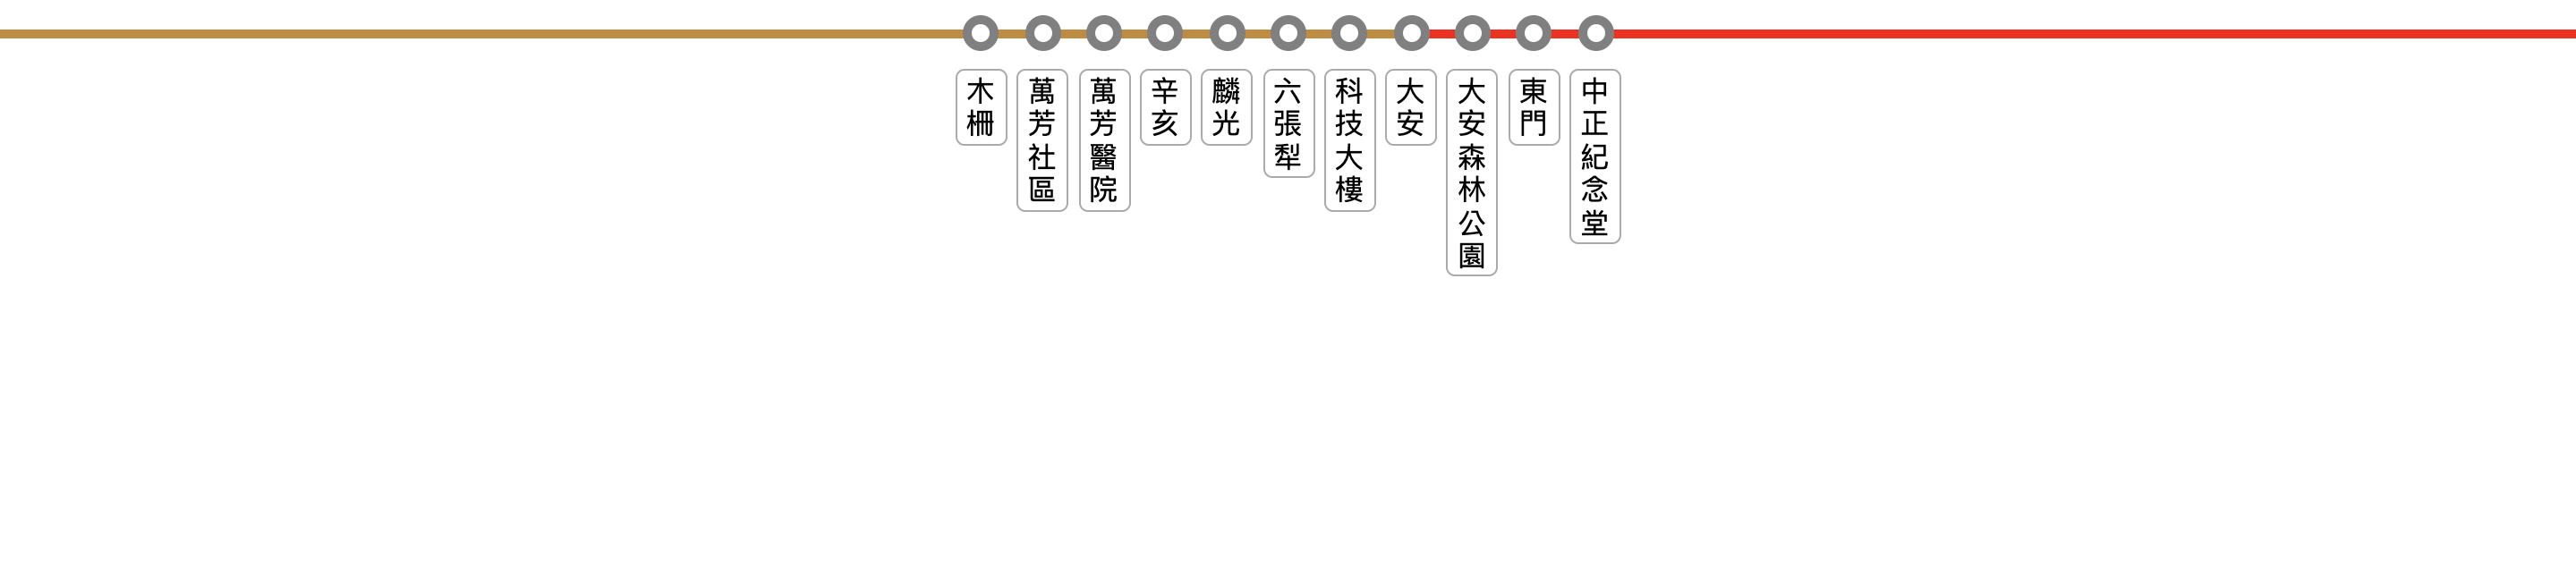 木柵
萬芳社區
萬芳醫院
辛亥
麟光
六張犁
科技大樓
大安
大安森林公園
東門
中正紀念堂